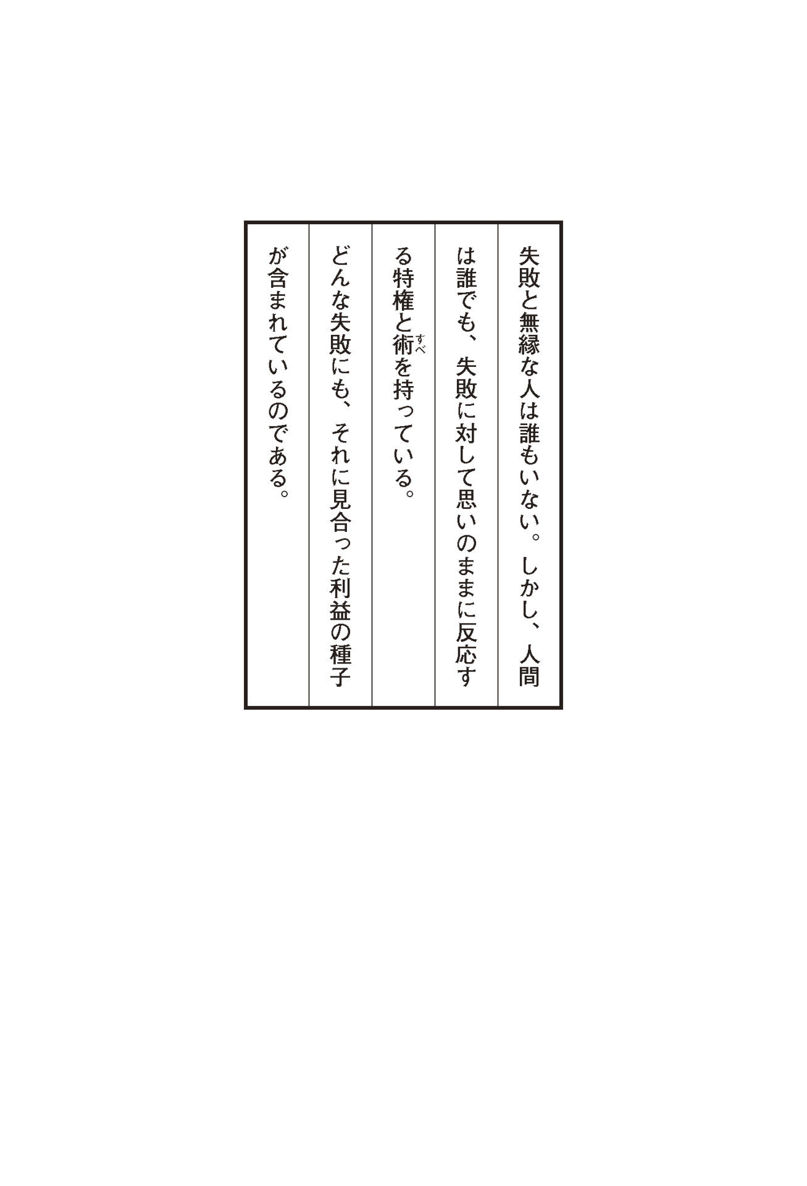 失敗と無縁な人は誰もいない。しかし、人間
は誰でも、失敗に対して思いのままに反応す
る特権と術を持っている。
すべ
どんな失敗にも、それに見合った利益の種子
が含まれているのである。